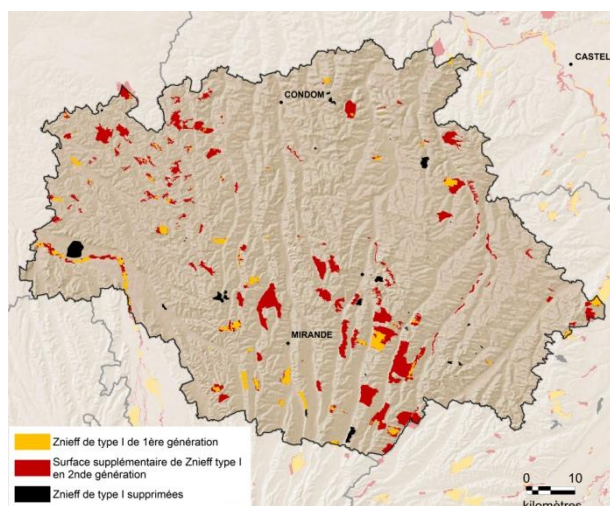 CASTEL
CONDOM
MIRANDE
Znieff de type I de 1ère génération
Surface supplémentaire de Znieff type I
en 2nde génération
Znieff de type I supprimées
0 10
kilomètres